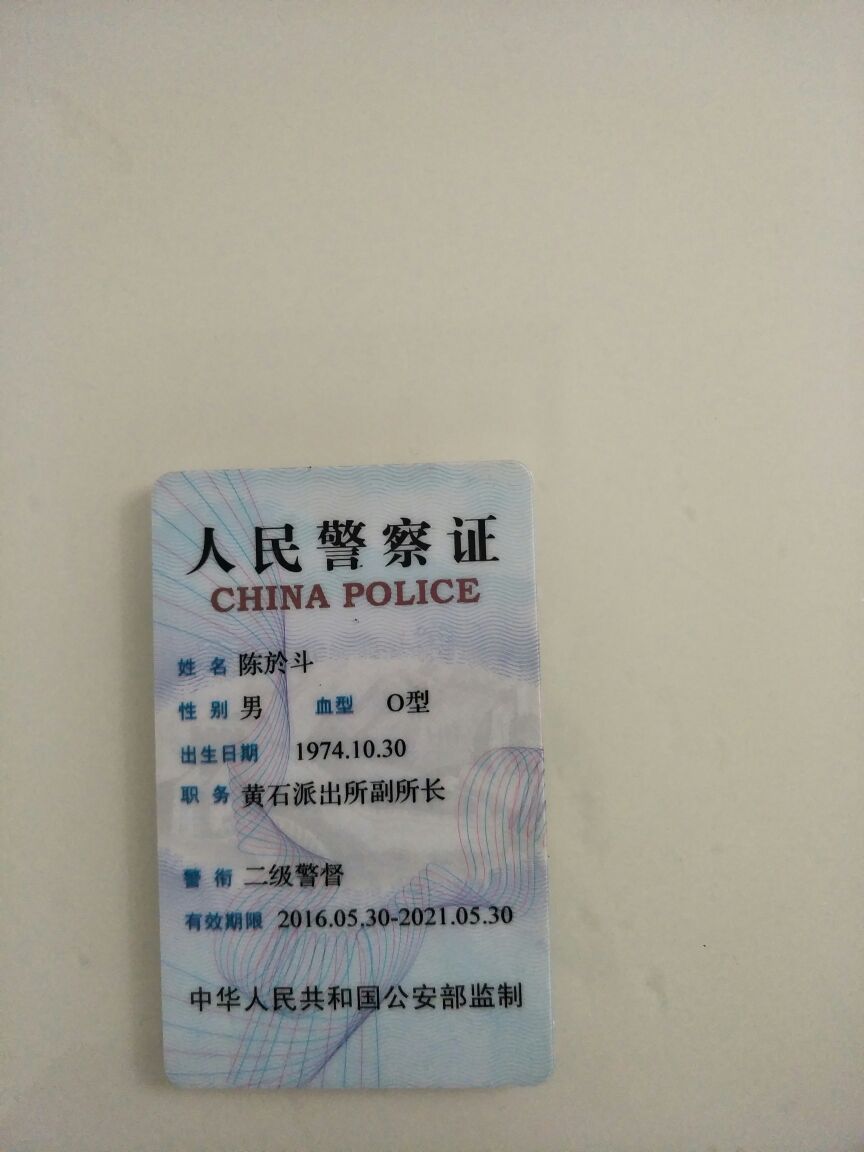 人民警察证
CHINA POLICE
姓名 陈於斗
性别 男 血型 O型
出生日期 1974.10.30
职务 黄石派出所副所长
警衔 二级警督
有效期限 2016.05.30-2021.05.30
中华人民共和国公安部监制